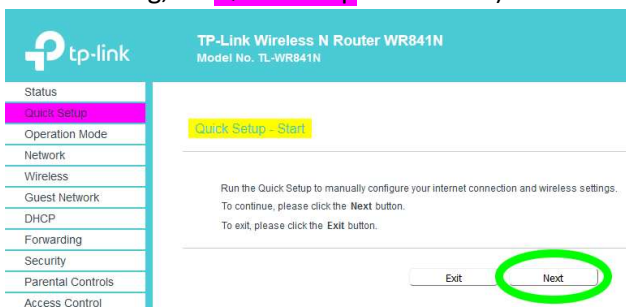 tp-link
TP-Link Wireless N Router WR841N
Model No. TL-WR841N
Status
Quick Setup
Operation Mode
Network
Wireless
Guest Network
DHCP
Forwarding
Security
Parental Controls
Access Control
Quick Setup - Start
Run the Quick Setup to manually configure your internet connection and wireless settings.
To continue, please click the Next button.
To exit, please click the Exit button.
Exit
Next